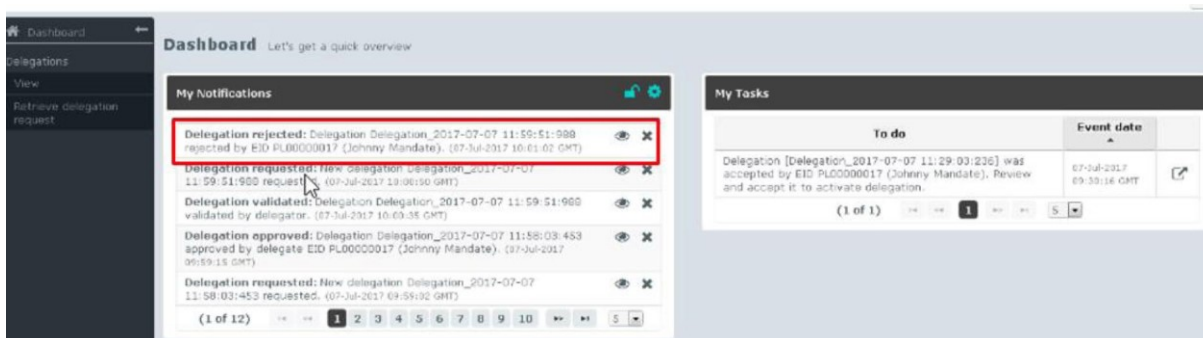 Dashboard
Delegations
View
Retrieve delegation
request
Dashboard Let's get a quick overview
My Notifications
Delegation rejected: Delegation Delegation_2017-07-07 11:59:51:988
rejected by EID PL00000017 (Johnny Mandate). (07-Jul-2017 10:01:02 GMT)
Delegation requested: New delegation Delegation_2017-07-07
11:59:51:988 requested. (07-Jul-2017 10:00:50 GMT)
Delegation validated: Delegation Delegation_2017-07-07 11:59:51:988
validated by delegator. (07-Jul-2017 10:00:35 GMT)
Delegation approved: Delegation Delegation_2017-07-07 11:58:03:453
approved by delegate EID PL00000017 (Johnny Mandate). (07-Jul-2017
09:59:15 GMT)
Delegation requested: New delegation Delegation_2017-07-07
11:58:03:453 requested. (07-Jul-2017 09:59:02 GMT)
(1 of 12) 1 2 3 4 5 6 7 8 9 10 5
My Tasks
To do Event date
Delegation [Delegation_2017-07-07 11:29:03:236] was
accepted by EID PL00000017 (Johnny Mandate). Review
and accept it to activate delegation.
07-Jul-2017
09:30:16 GMT
(1 of 1) 1 5